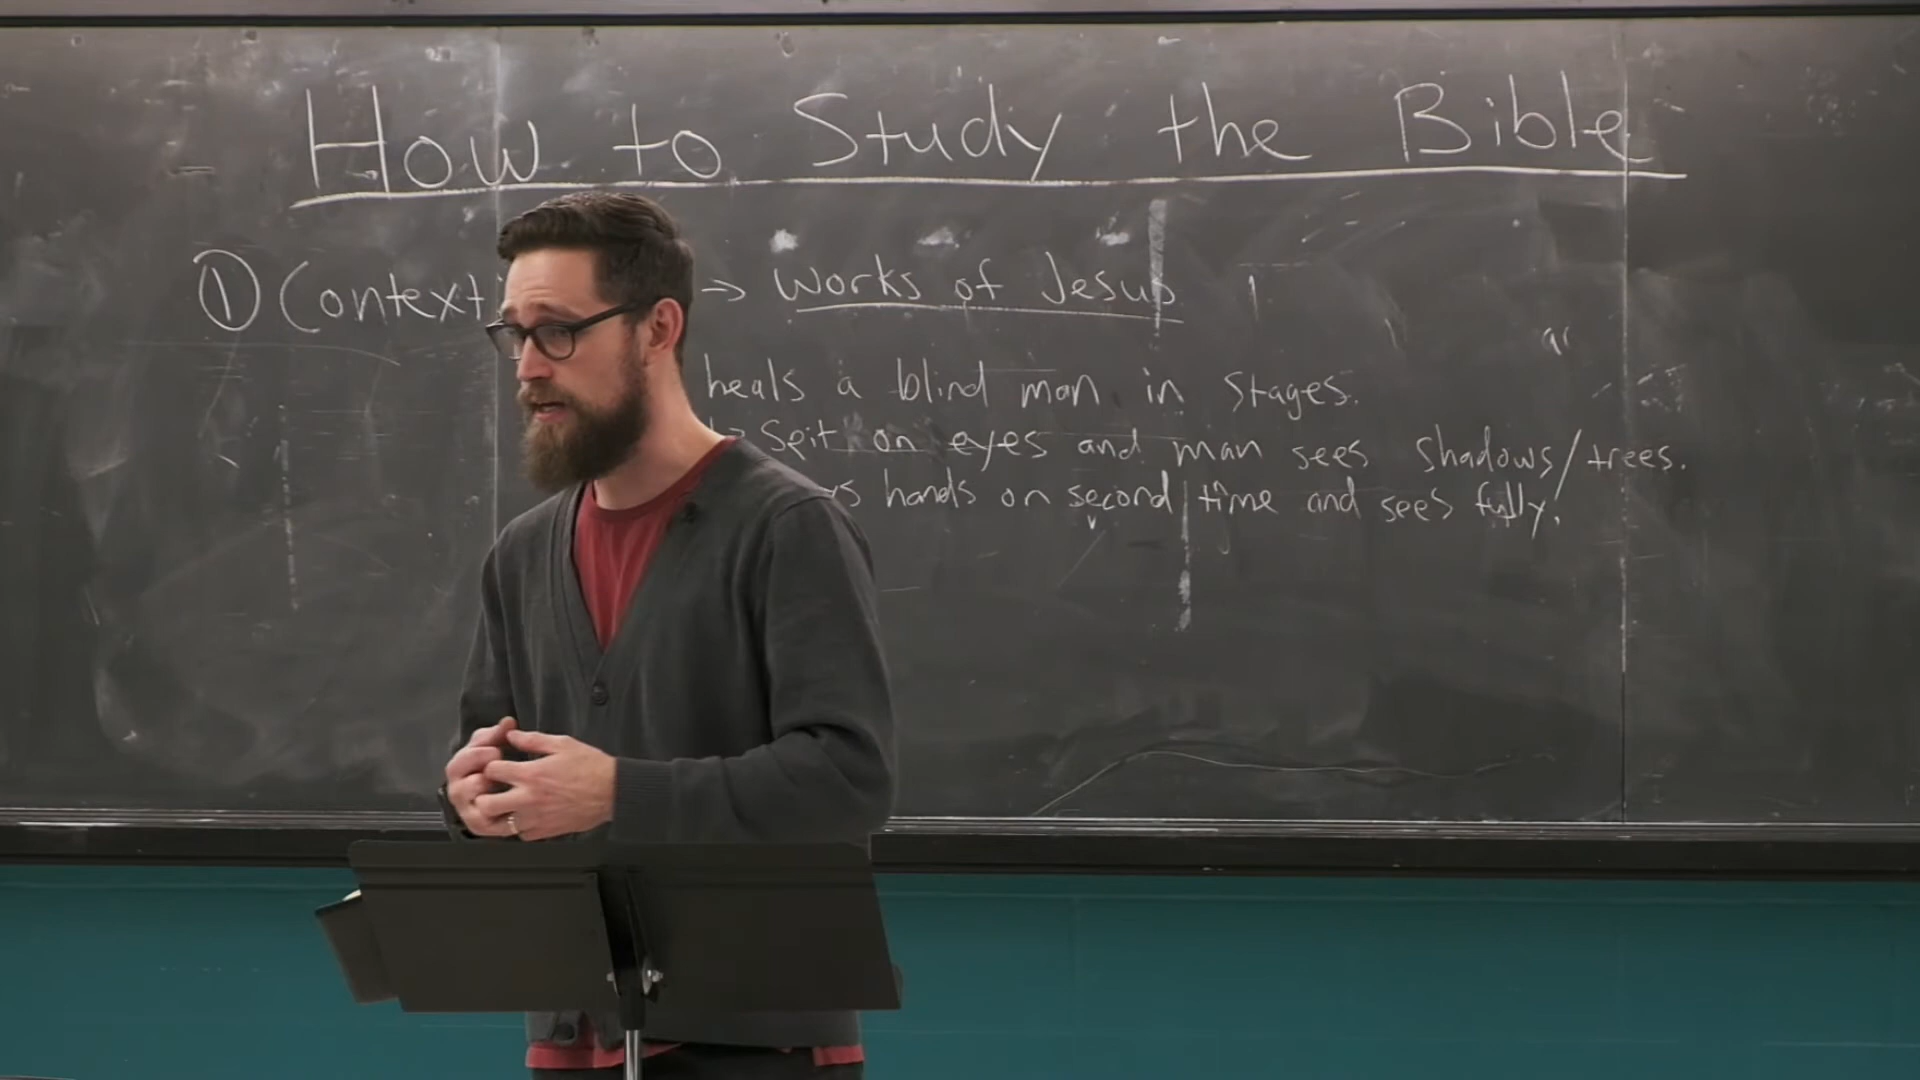 How to Study the Bible
① Context → Works of Jesus
heals a blind man in stages.
→ Spit on eyes and man sees shadows/trees.
hands on second time and sees fully.